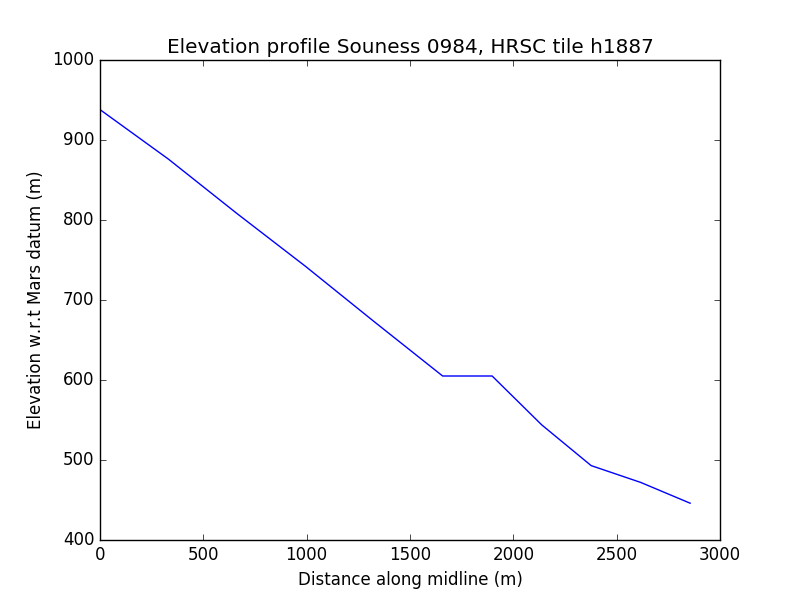 Elevation profile Souness 0984, HRSC tile h1887
1000
900
800
700
600
500
400
Elevation w.r.t Mars datum (m)
0 500 1000 1500 2000 2500 3000
Distance along midline (m)